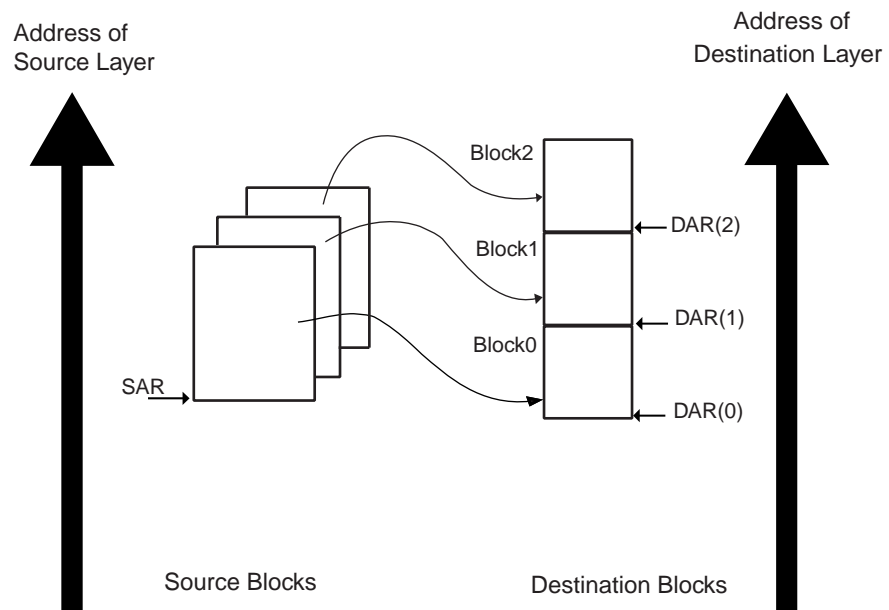 Address of
Source Layer
Address of
Destination Layer
Block2
DAR(2)
Block1
DAR(1)
Block0
SAR
DAR(0)
Source Blocks
Destination Blocks